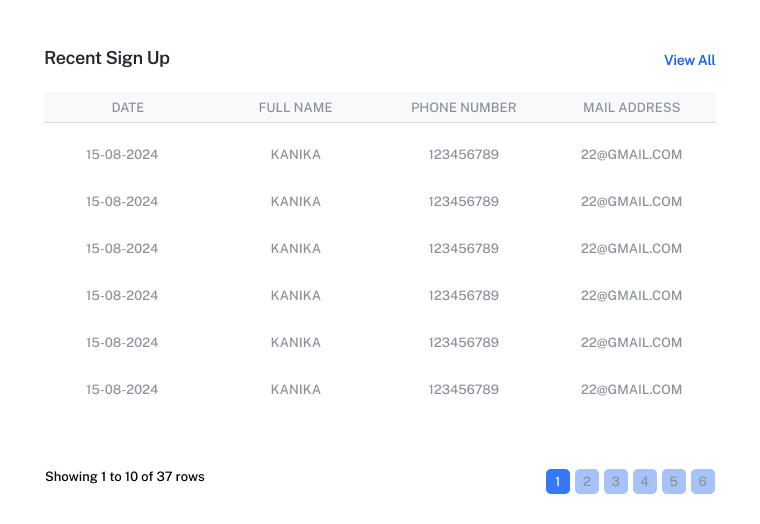 Recent Sign Up
View All
DATE FULL NAME PHONE NUMBER MAIL ADDRESS
15-08-2024 KANIKA 123456789 22@GMAIL.COM
15-08-2024 KANIKA 123456789 22@GMAIL.COM
15-08-2024 KANIKA 123456789 22@GMAIL.COM
15-08-2024 KANIKA 123456789 22@GMAIL.COM
15-08-2024 KANIKA 123456789 22@GMAIL.COM
15-08-2024 KANIKA 123456789 22@GMAIL.COM
Showing 1 to 10 of 37 rows
1 2 3 4 5 6